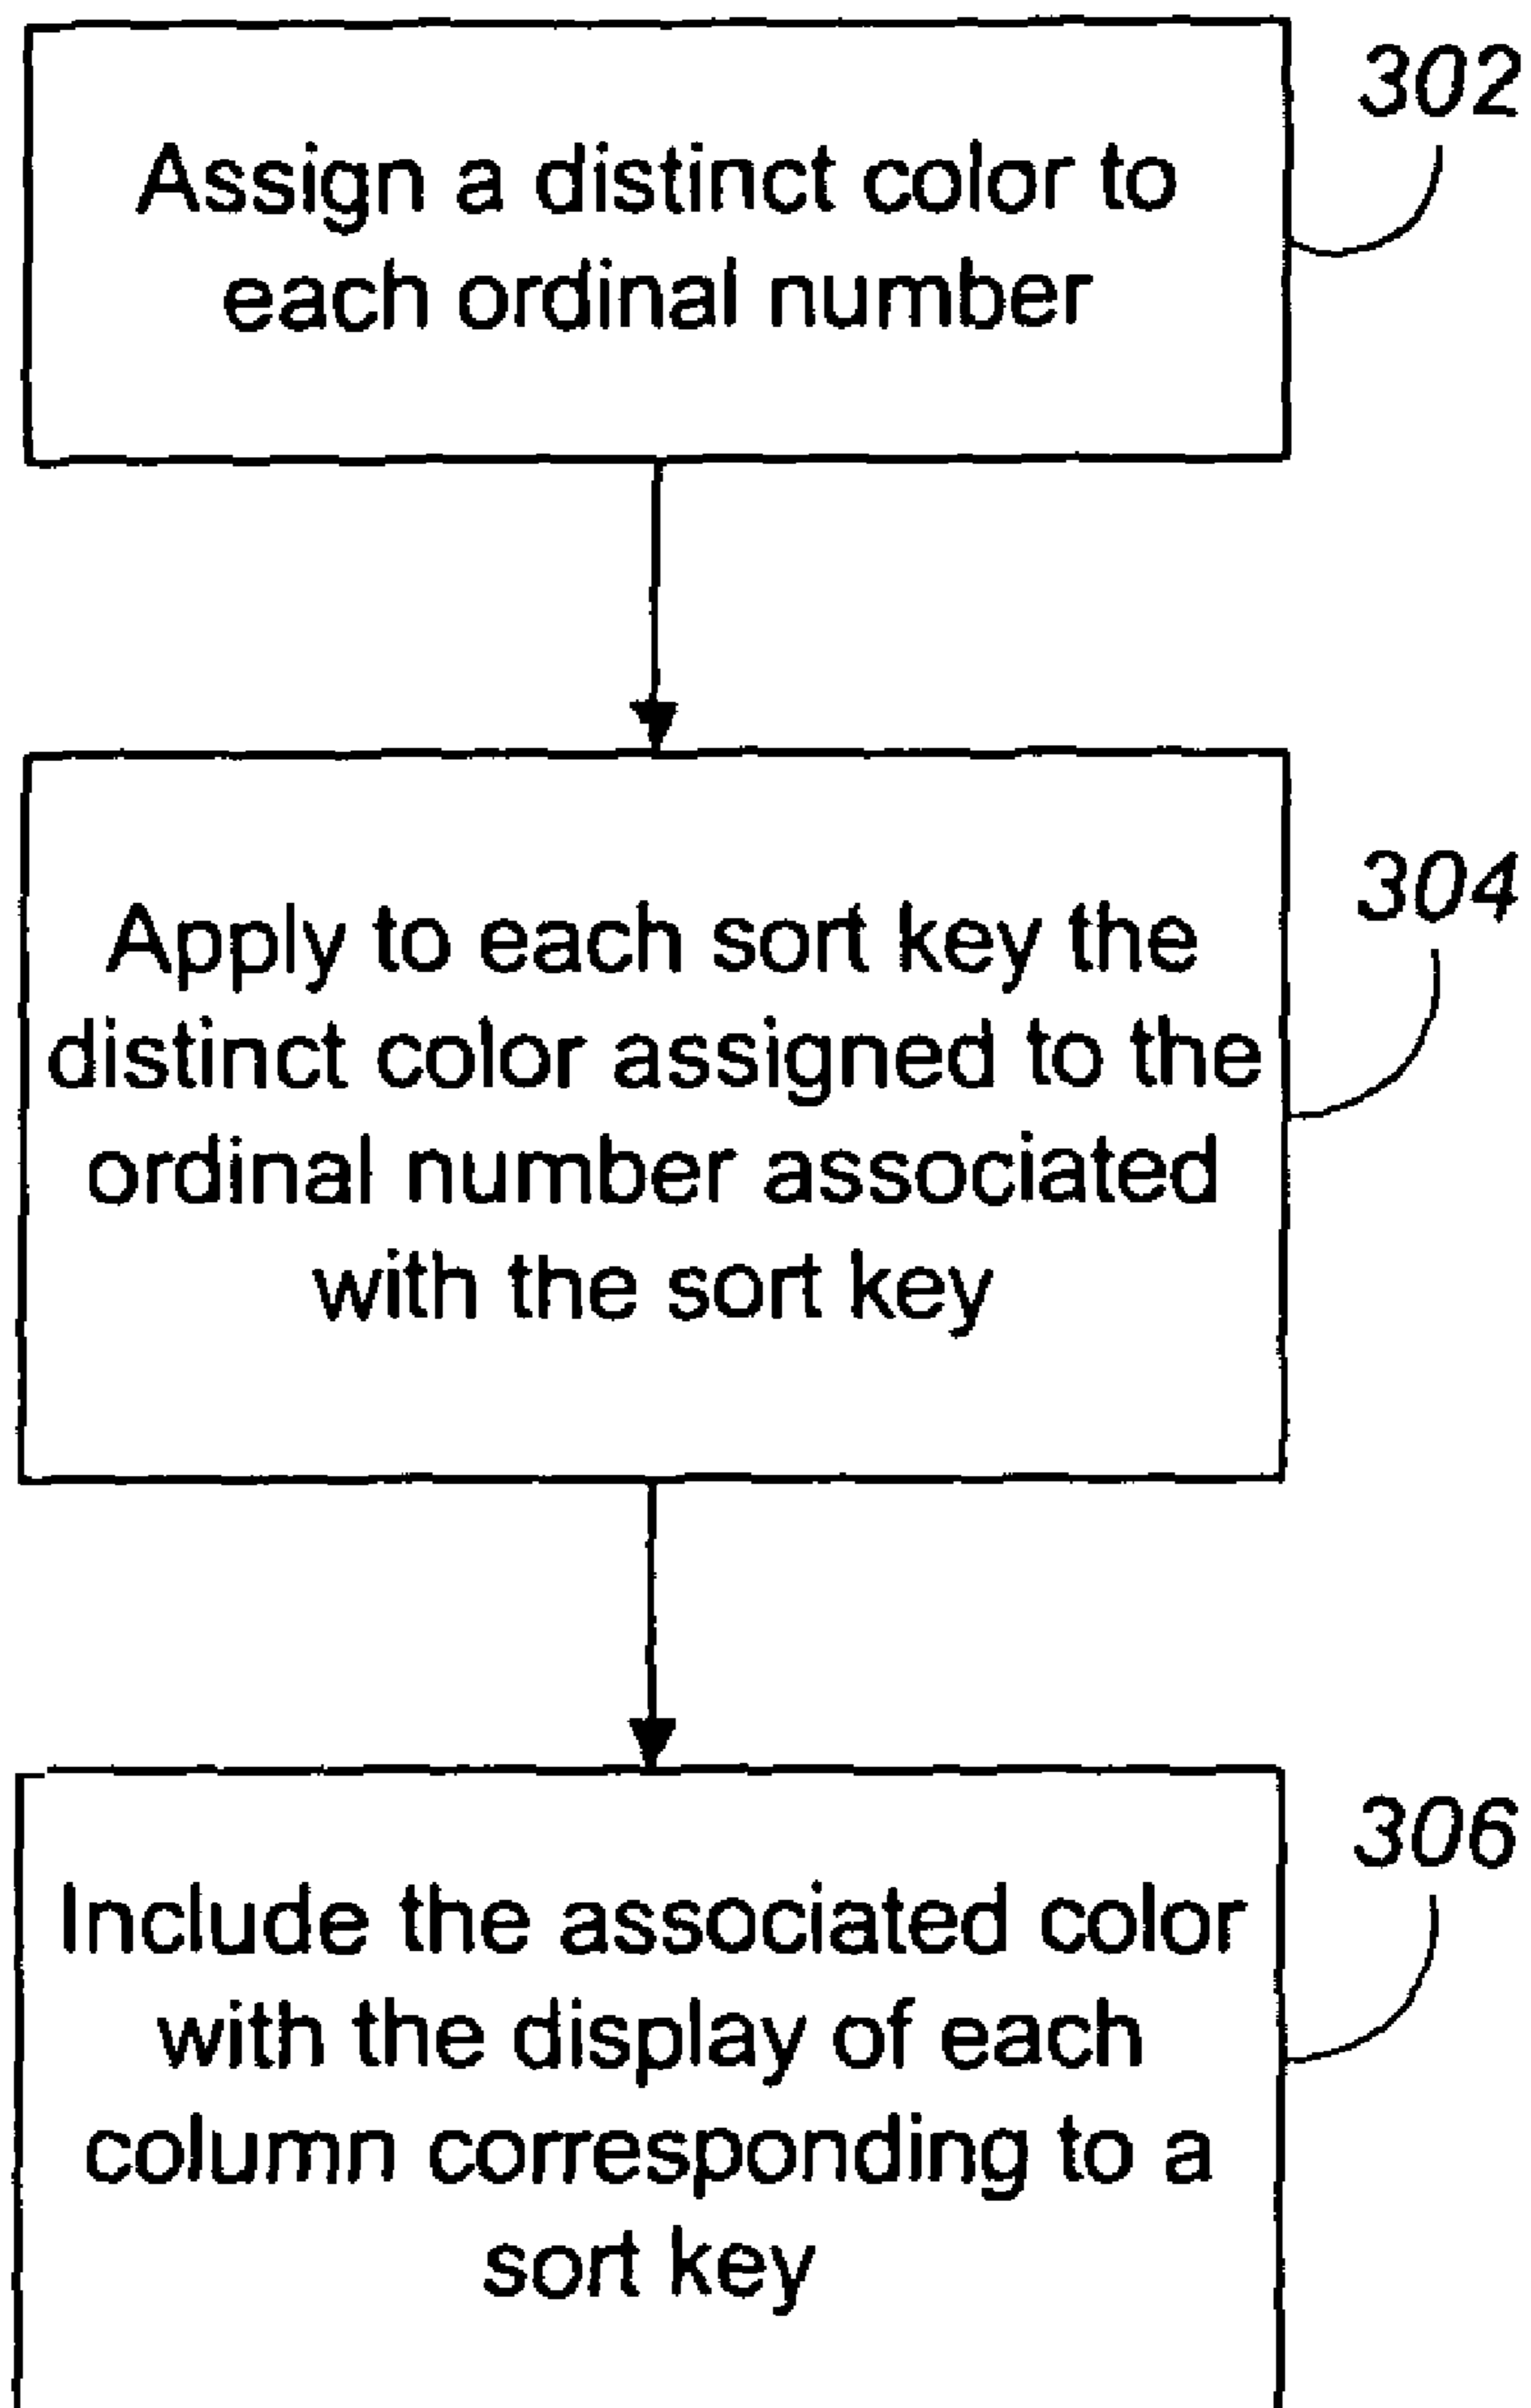 302
Assign a distinct color to
each ordinal number
304
Apply to each sort key the
distinct color assigned to the
ordinal number associated
with the sort key
306
Include the associated color
with the display of each
column corresponding to a
sort key